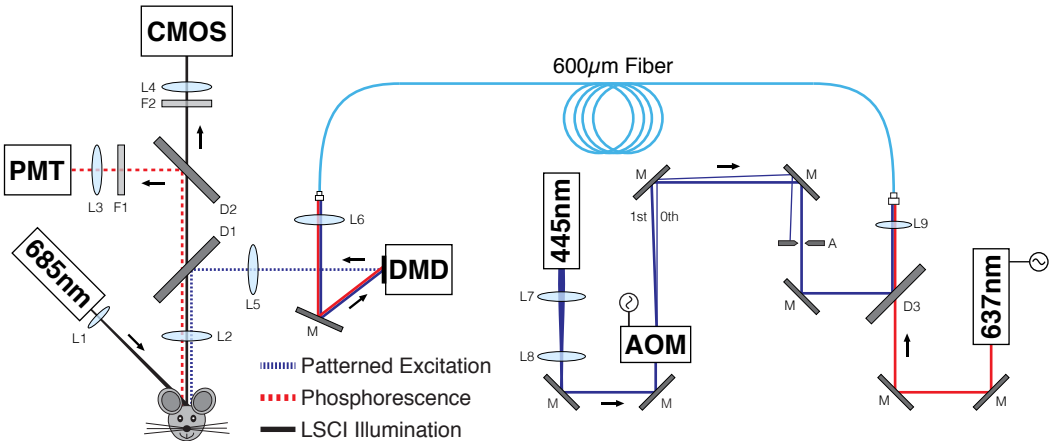 CMOS
600µm Fiber
L4
F2
PMT
L3
F1
D2
D1
L6
M
M
1st
0th
445nm
A
L9
685nm
L5
DMD
L7
M
D3
637nm
L1
L2
M
L8
AOM
Patterned Excitation
Phosphorescence
LSCI Illumination
M
M
M
M